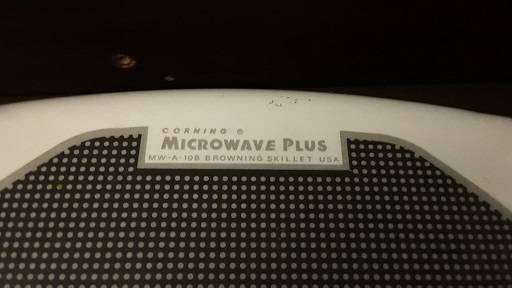 CORNING ®
MICROWAVE PLUS
MW-A-10B BROWNING SKILLET USA